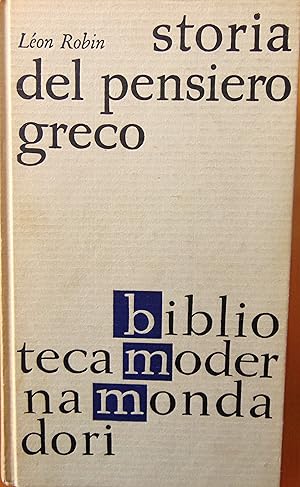 Léon Robin storia
del pensiero
greco
biblio
teca moder
na monda
dori